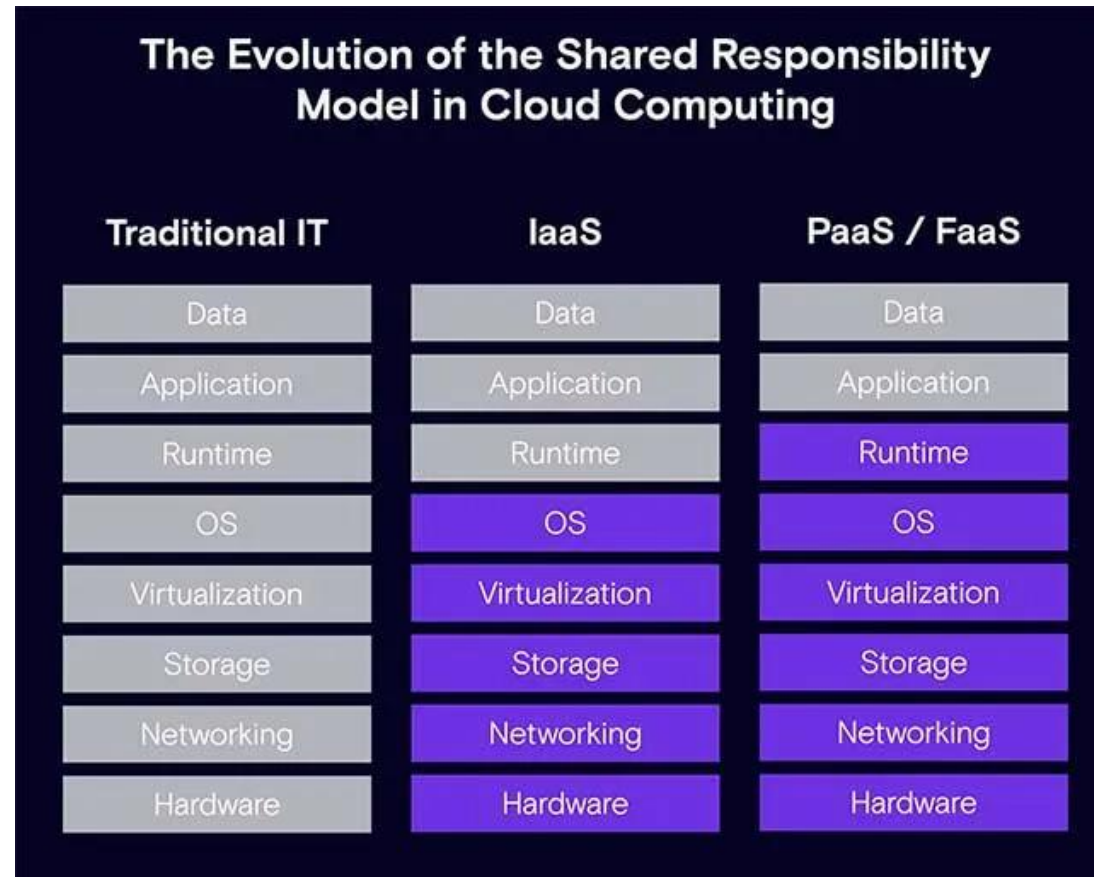 The Evolution of the Shared Responsibility
Model in Cloud Computing
Traditional IT
IaaS
PaaS / FaaS
Data
Data
Data
Application
Application
Application
Runtime
Runtime
Runtime
OS
OS
OS
Virtualization
Virtualization
Virtualization
Storage
Storage
Storage
Networking
Networking
Networking
Hardware
Hardware
Hardware